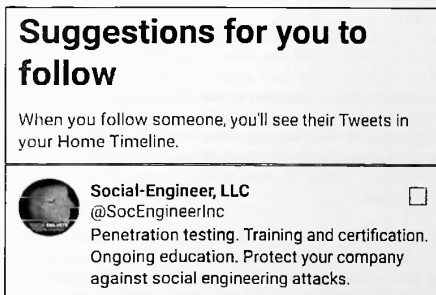 Suggestions for you to
follow
When you follow someone, you'll see their Tweets in
your Home Timeline.
Social-Engineer, LLC
@SocEngineerInc
Penetration testing. Training and certification.
Ongoing education. Protect your company
against social engineering attacks.